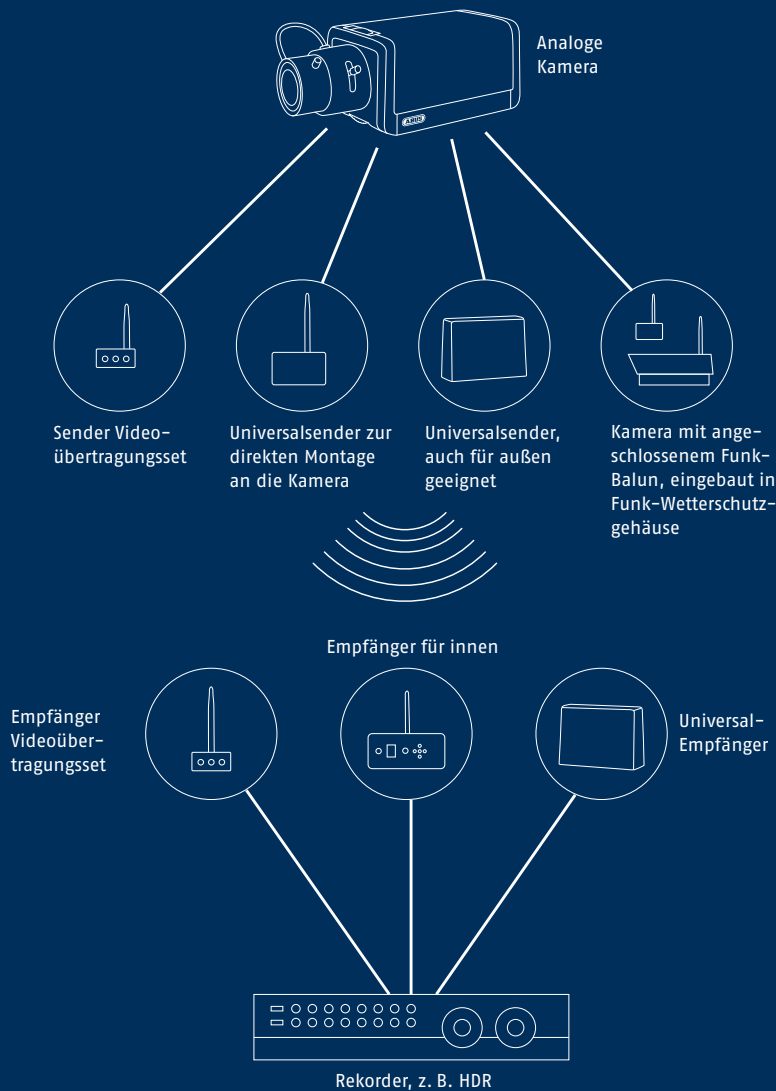 Analoge
Kamera
ABUS
Sender Video-
übertragungsset
Universalsender zur
direkten Montage
an die Kamera
Universalsender,
auch für außen
geeignet
Kamera mit ange-
schlossenem Funk-
Balun, eingebaut in
Funk-Wetterschutz-
gehäuse
Empfänger für innen
Empfänger
Videoüber-
tragungsset
Universal-
Empfänger
Rekorder, z. B. HDR